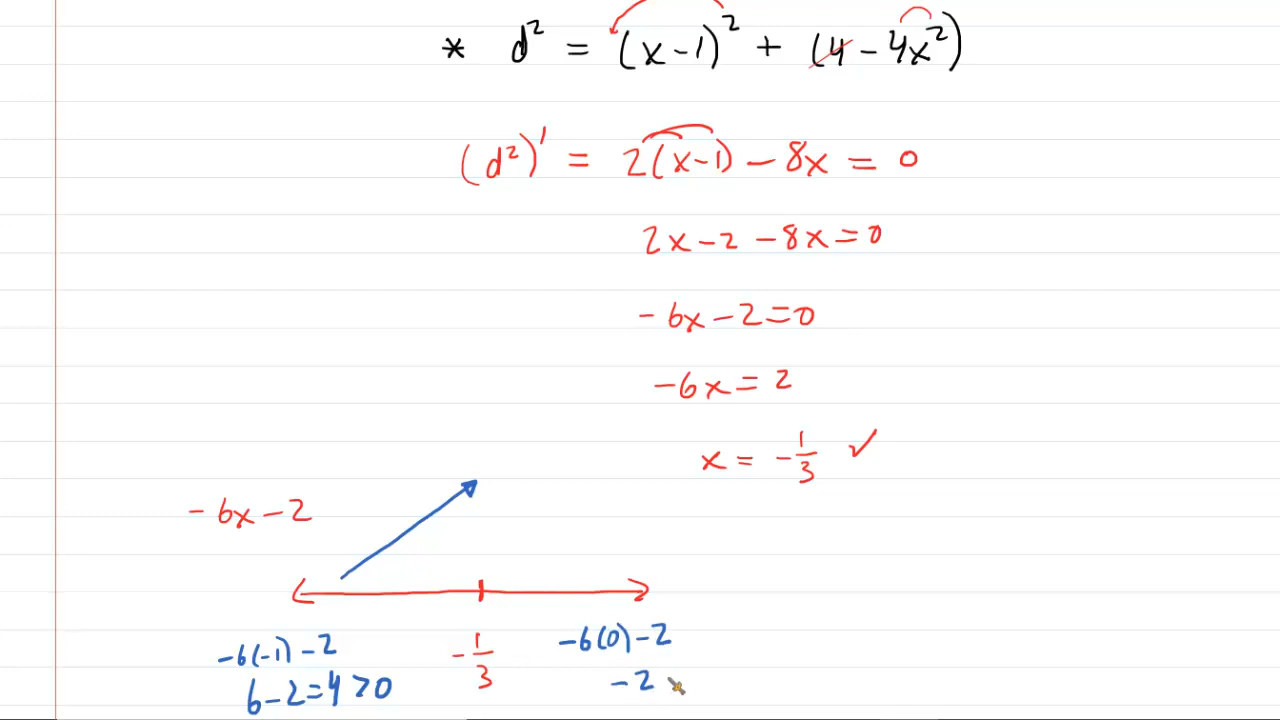 * d² = (x-1)² + (4 - 4x²)
(d²)' = 2(x-1) - 8x = 0
2x - 2 - 8x = 0
-6x - 2 = 0
-6x = 2
x = -1/3 ✓
-6x - 2
-6(-1) - 2
6 - 2 = 4 > 0
-1/3
-6(0) - 2
-2